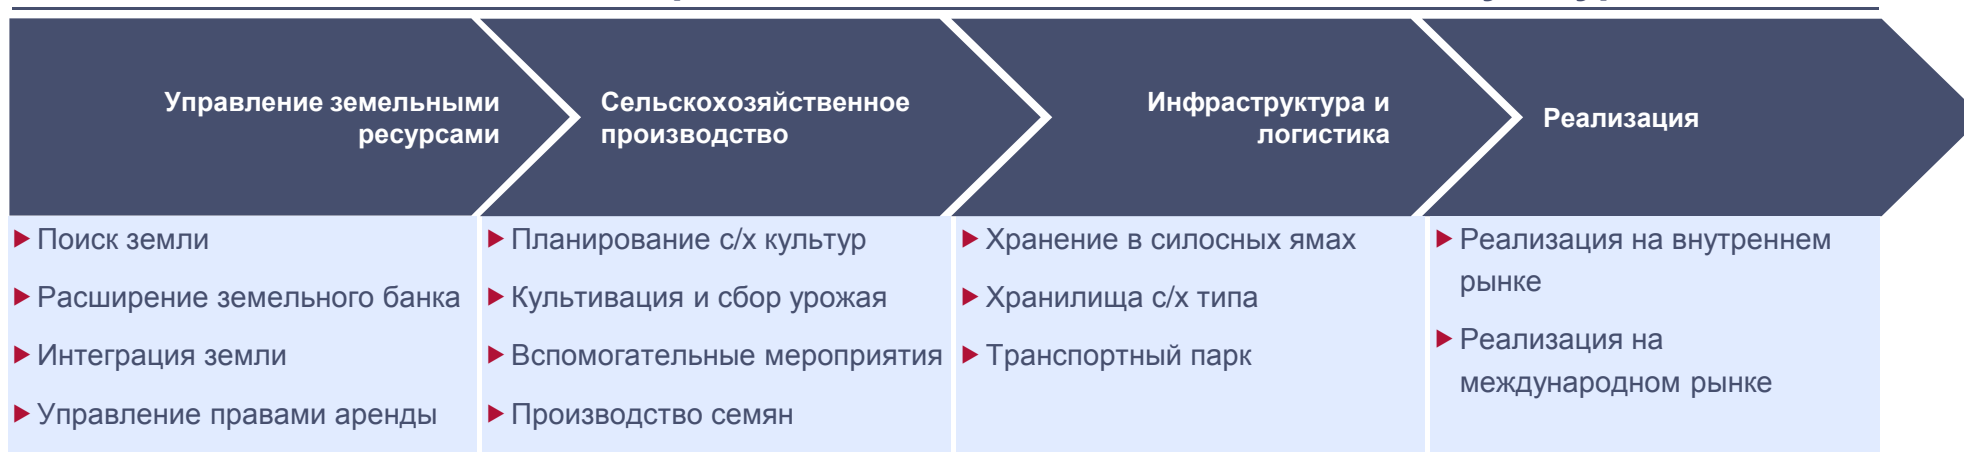 Управление земельными
ресурсами
Сельскохозяйственное
производство
Инфраструктура и
логистика
Реализация
Поиск земли
Расширение земельного банка
Интеграция земли
Управление правами аренды
Планирование с/х культур
Культивация и сбор урожая
Вспомогательные мероприятия
Производство семян
Хранение в силосных ямах
Хранилища с/х типа
Транспортный парк
Реализация на внутреннем
рынке
Реализация на
международном рынке